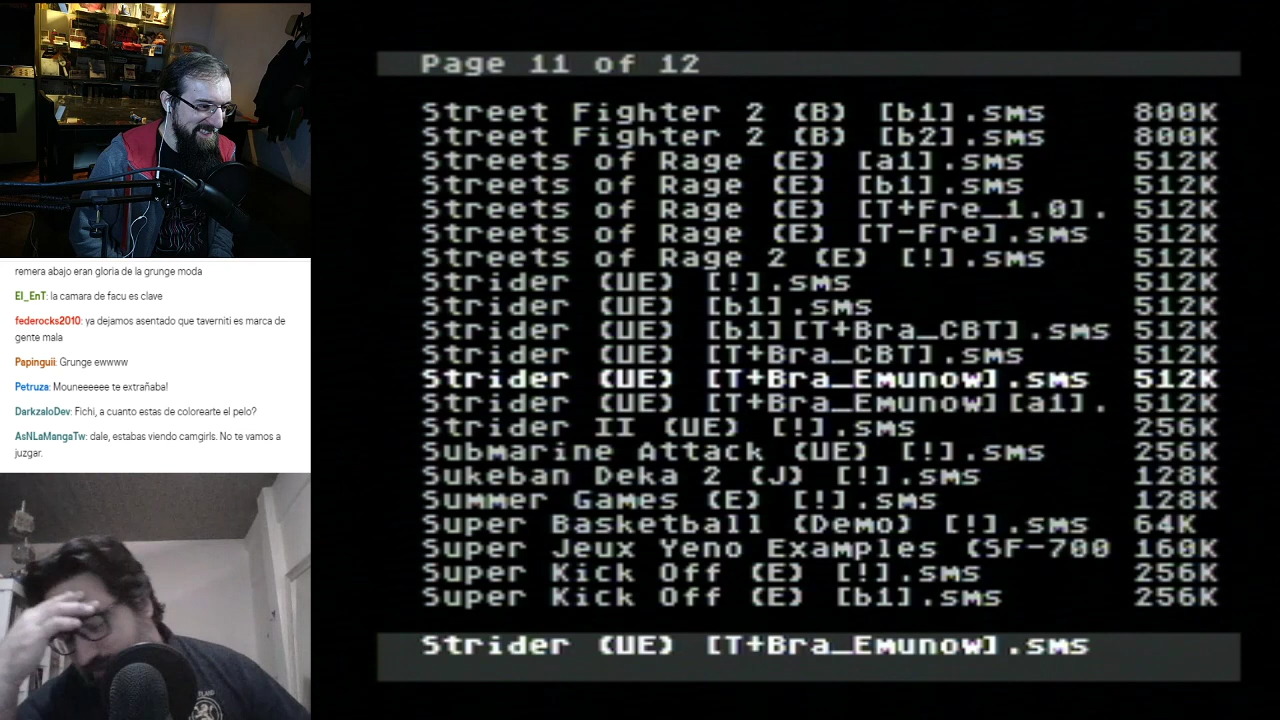 remera abajo eran gloria de la grunge moda
El_EnT: la camara de facu es clave
federocks2010: ya dejamos asentado que taverniti es marca de
gente mala
Papinguii: Grunge ewwww
Petruza: Mouneeeeee te extrañaba!
DarkzaloDev: Fichi, a cuanto estas de colorearte el pelo?
AsNLaMangaTw: dale, estabas viendo camgirls. No te vamos a
juzgar.
Page 11 of 12
Street Fighter 2 (B) [b1].sms 800K
Street Fighter 2 (B) [b2].sms 800K
Streets of Rage (E) [a1].sms 512K
Streets of Rage (E) [b1].sms 512K
Streets of Rage (E) [T+Fre_1.0]. 512K
Streets of Rage (E) [T-Fre].sms 512K
Streets of Rage 2 (E) [!].sms 512K
Strider (UE) [!].sms 512K
Strider (UE) [b1].sms 512K
Strider (UE) [b1][T+Bra_CBT].sms 512K
Strider (UE) [T+Bra_CBT].sms 512K
Strider (UE) [T+Bra_Emunow].sms 512K
Strider (UE) [T+Bra_Emunow][a1]. 512K
Strider II (UE) [!].sms 256K
Submarine Attack (UE) [!].sms 256K
Sukeban Deka 2 (J) [!].sms 128K
Summer Games (E) [!].sms 128K
Super Basketball (Demo) [!].sms 64K
Super Jeux Yeno Examples (SF-700 160K
Super Kick Off (E) [!].sms 256K
Super Kick Off (E) [b1].sms 256K
Strider (UE) [T+Bra_Emunow].sms